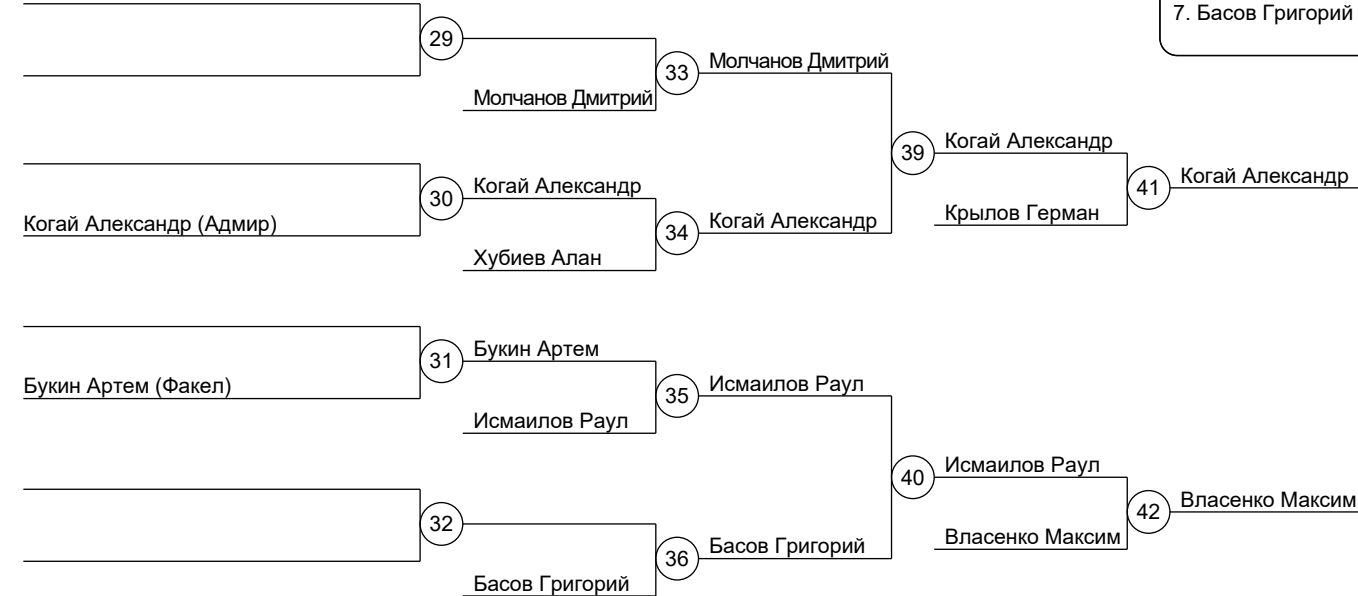 7. Басов Григорий
29
Молчанов Дмитрий
33
Молчанов Дмитрий
39
Когай Александр
Когай Александр
41
Когай Александр
30
Когай Александр
34
Когай Александр (Адмир)
Крылов Герман
Хубиев Алан
Букин Артем
31
Букин Артем (Факел)
35
Исмаилов Раул
Исмаилов Раул
40
Исмаилов Раул
42
Власенко Максим
32
Власенко Максим
36
Басов Григорий
Басов Григорий